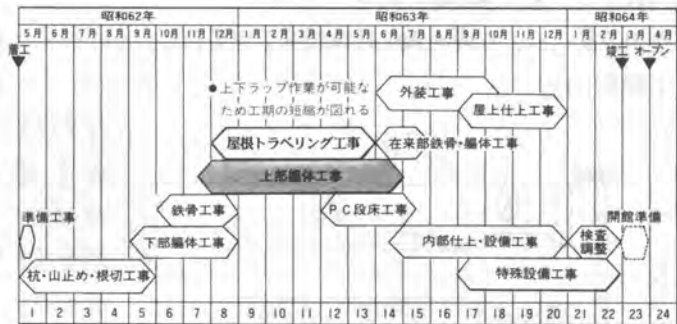 昭和62年 昭和63年 昭和64年
5月 6月 7月 8月 9月 10月 11月 12月 1月 2月 3月 4月 5月 6月 7月 8月 9月 10月 11月 12月 1月 2月 3月 4月
着工 竣工 オープン
●上下ラップ作業が可能な
ため工期の短縮が図れる
外装工事
屋上仕上工事
屋根トラベリング工事 在来部鉄骨・軀体工事
上部軀体工事
鉄骨工事 PC段床工事
準備工事 下部軀体工事 内部仕上・設備工事 検査
調整 開館準備
杭・山止め・根切工事 特殊設備工事
1 2 3 4 5 6 7 8 9 10 11 12 13 14 15 16 17 18 19 20 21 22 23 24